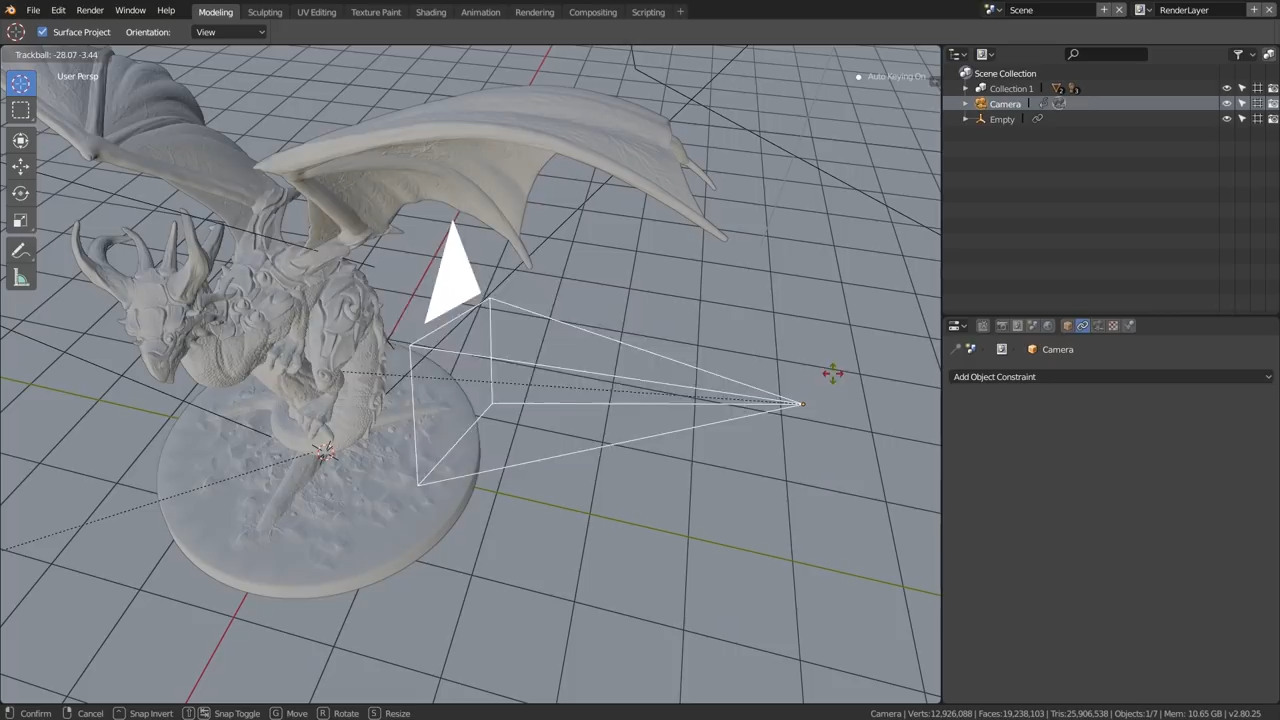 File Edit Render Window Help Modeling Sculpting UV Editing Texture Paint Shading Animation Rendering Compositing Scripting + Scene RenderLayer
Surface Project Orientation: View
Trackball: -28.07 -3.44
User Persp
Auto Keying On
Scene Collection
Collection 1
Camera
Empty
Camera
Add Object Constraint
Confirm Cancel Snap Invert Snap Toggle G Move R Rotate S Resize Camera | Verts:12,926,088 | Faces:19,238,103 | Tris:25,906,538 | Objects:1/7 | Mem: 10.65 GB | v2.80.25